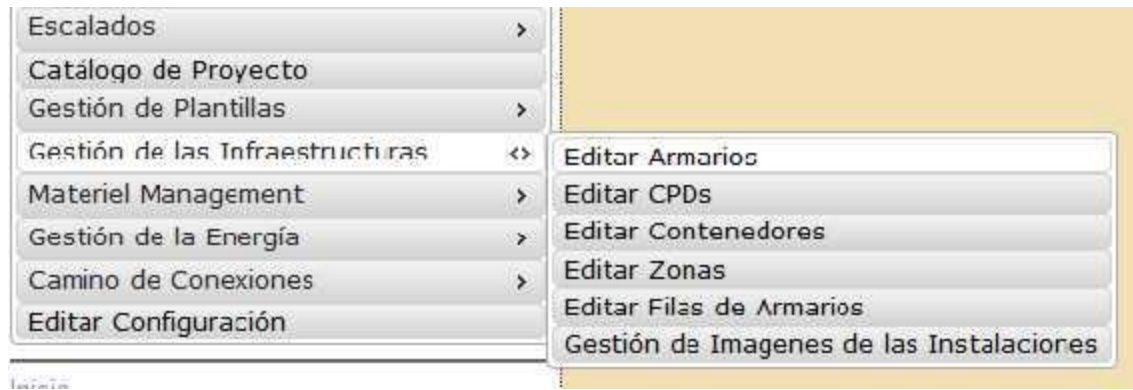 Escalados
Catálogo de Proyecto
Gestión de Plantillas
Gestión de las Infraestructuras
Materiel Management
Gestión de la Energía
Camino de Conexiones
Editar Configuración
Editar Armarios
Editar CPDs
Editar Contenedores
Editar Zonas
Editar Filas de Armarios
Gestión de Imagenes de las Instalaciones
Inicio